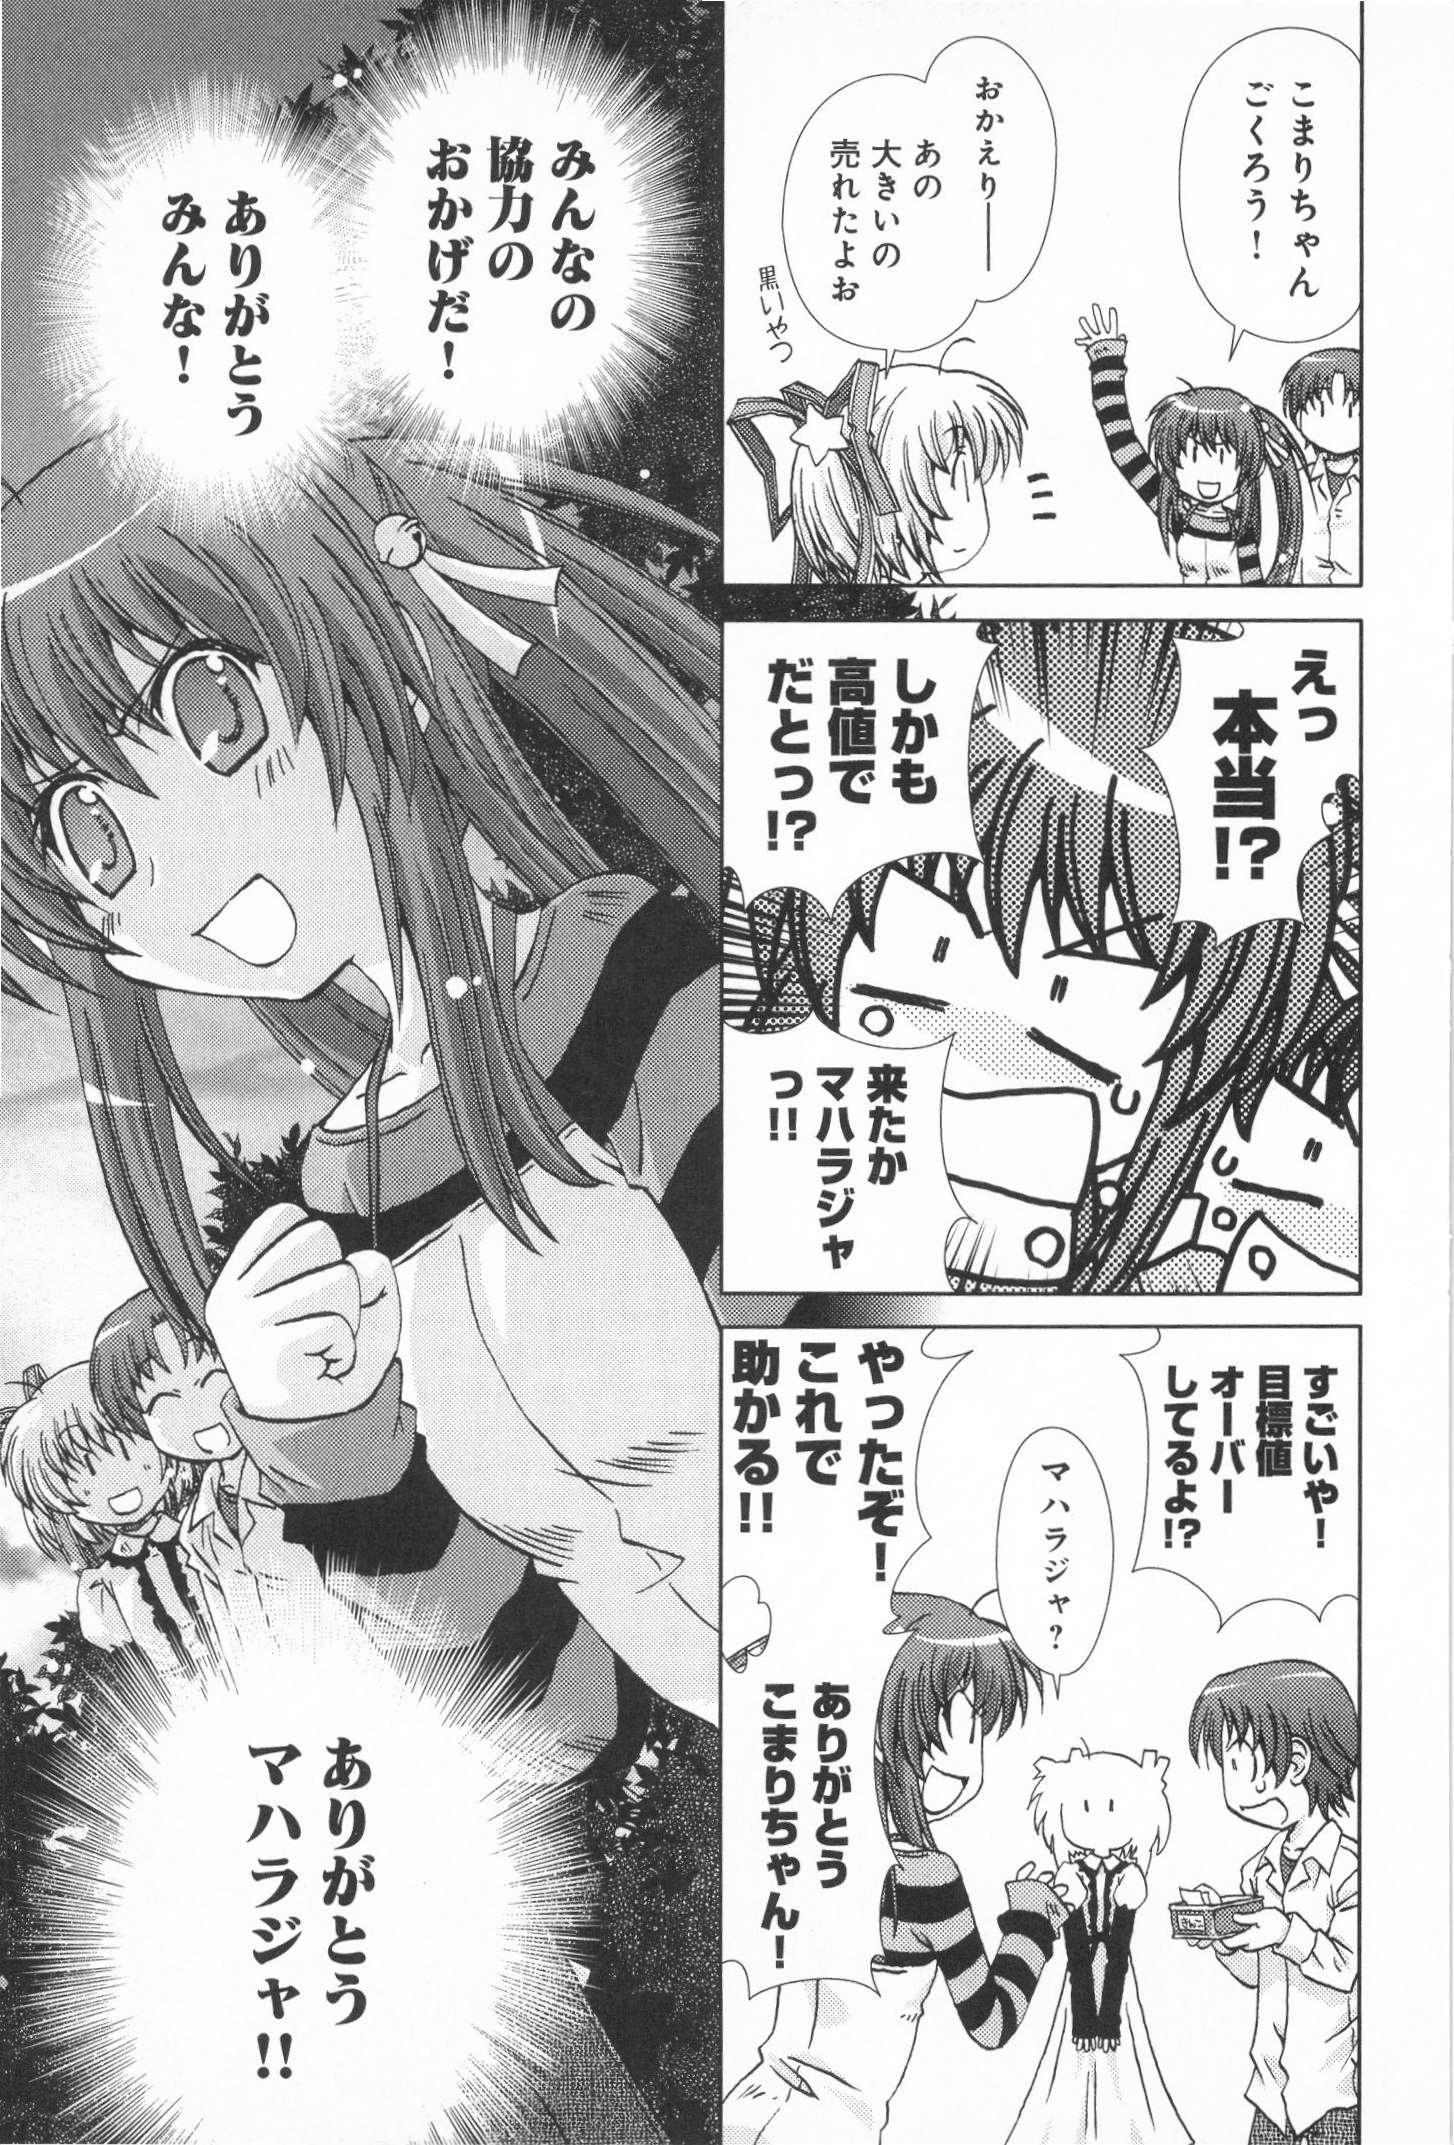 こまりちゃん
ごくろう！
おかえり――
あの
大きいの
売れたよお
黒いやつ
えっ
本当!?
しかも
高値で
だとっ!?
来たか
マハラジャ
っ!!
すごいや！
目標値
オーバー
してるよ!?
マハラジャ？
やったぞ！
これで
助かる!!
ありがとう
こまりちゃん！
きんこ
みんなの
協力の
おかげだ！
ありがとう
みんな！
ありがとう
マハラジャ!!